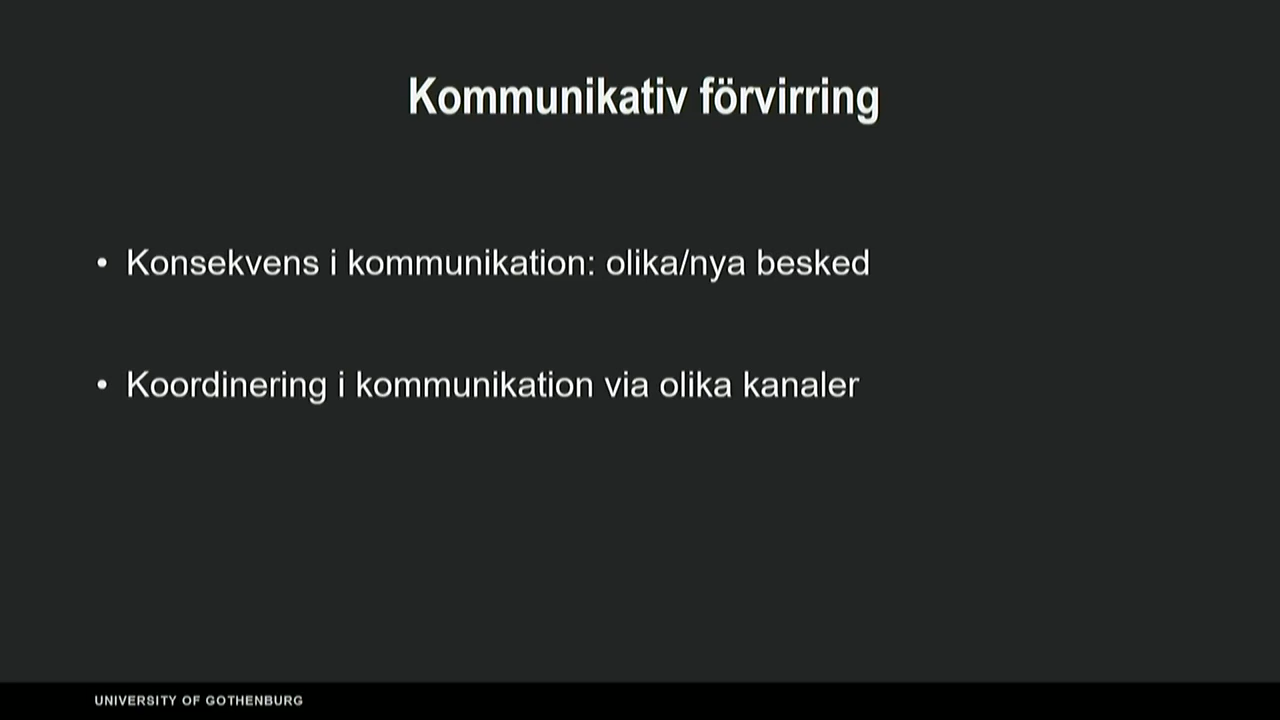 Kommunikativ förvirring
• Konsekvens i kommunikation: olika/nya besked
• Koordinering i kommunikation via olika kanaler
UNIVERSITY OF GOTHENBURG